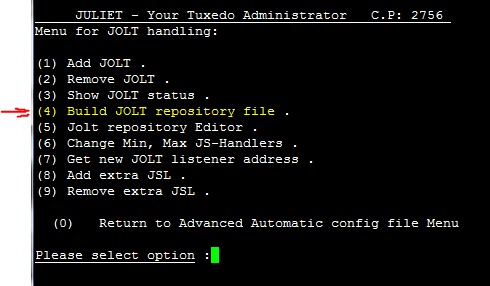 JULIET - Your Tuxedo Administrator   C.P: 2756
Menu for JOLT handling:
(1) Add JOLT .
(2) Remove JOLT .
(3) Show JOLT status .
(4) Build JOLT repository file .
(5) Jolt repository Editor .
(6) Change Min, Max JS-Handlers .
(7) Get new JOLT listener address .
(8) Add extra JSL .
(9) Remove extra JSL .
(0)   Return to Advanced Automatic config file Menu
Please select option :